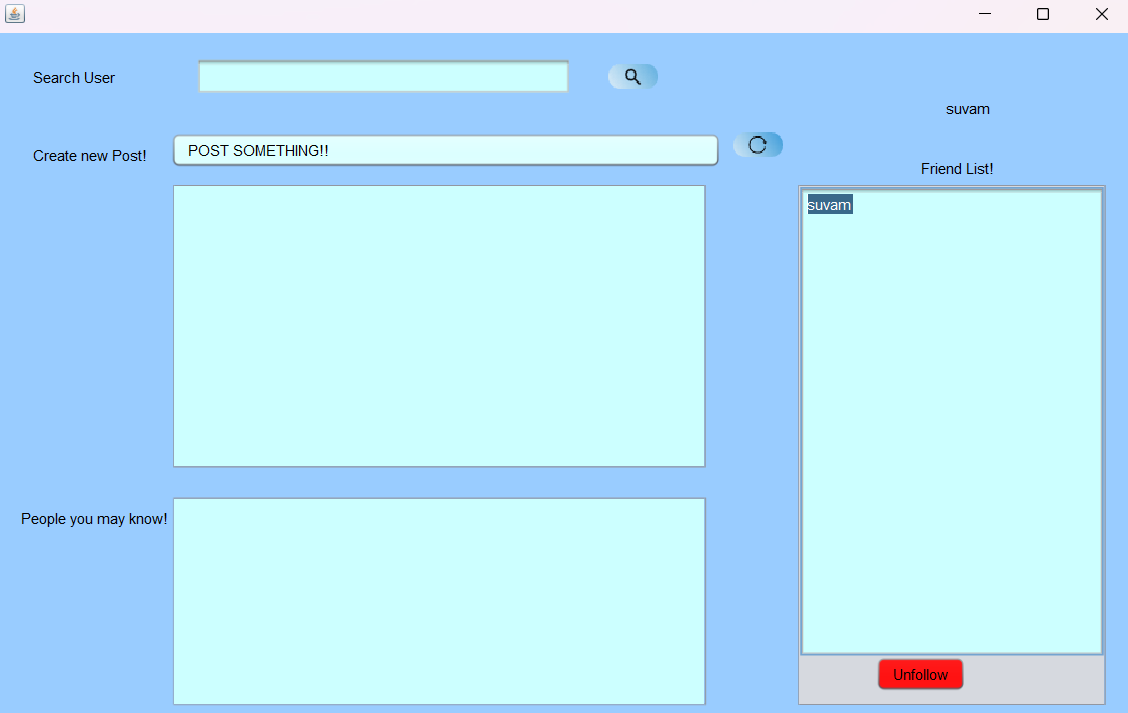 Search User
suvam
Create new Post!
POST SOMETHING!!
Friend List!
suvam
People you may know!
Unfollow